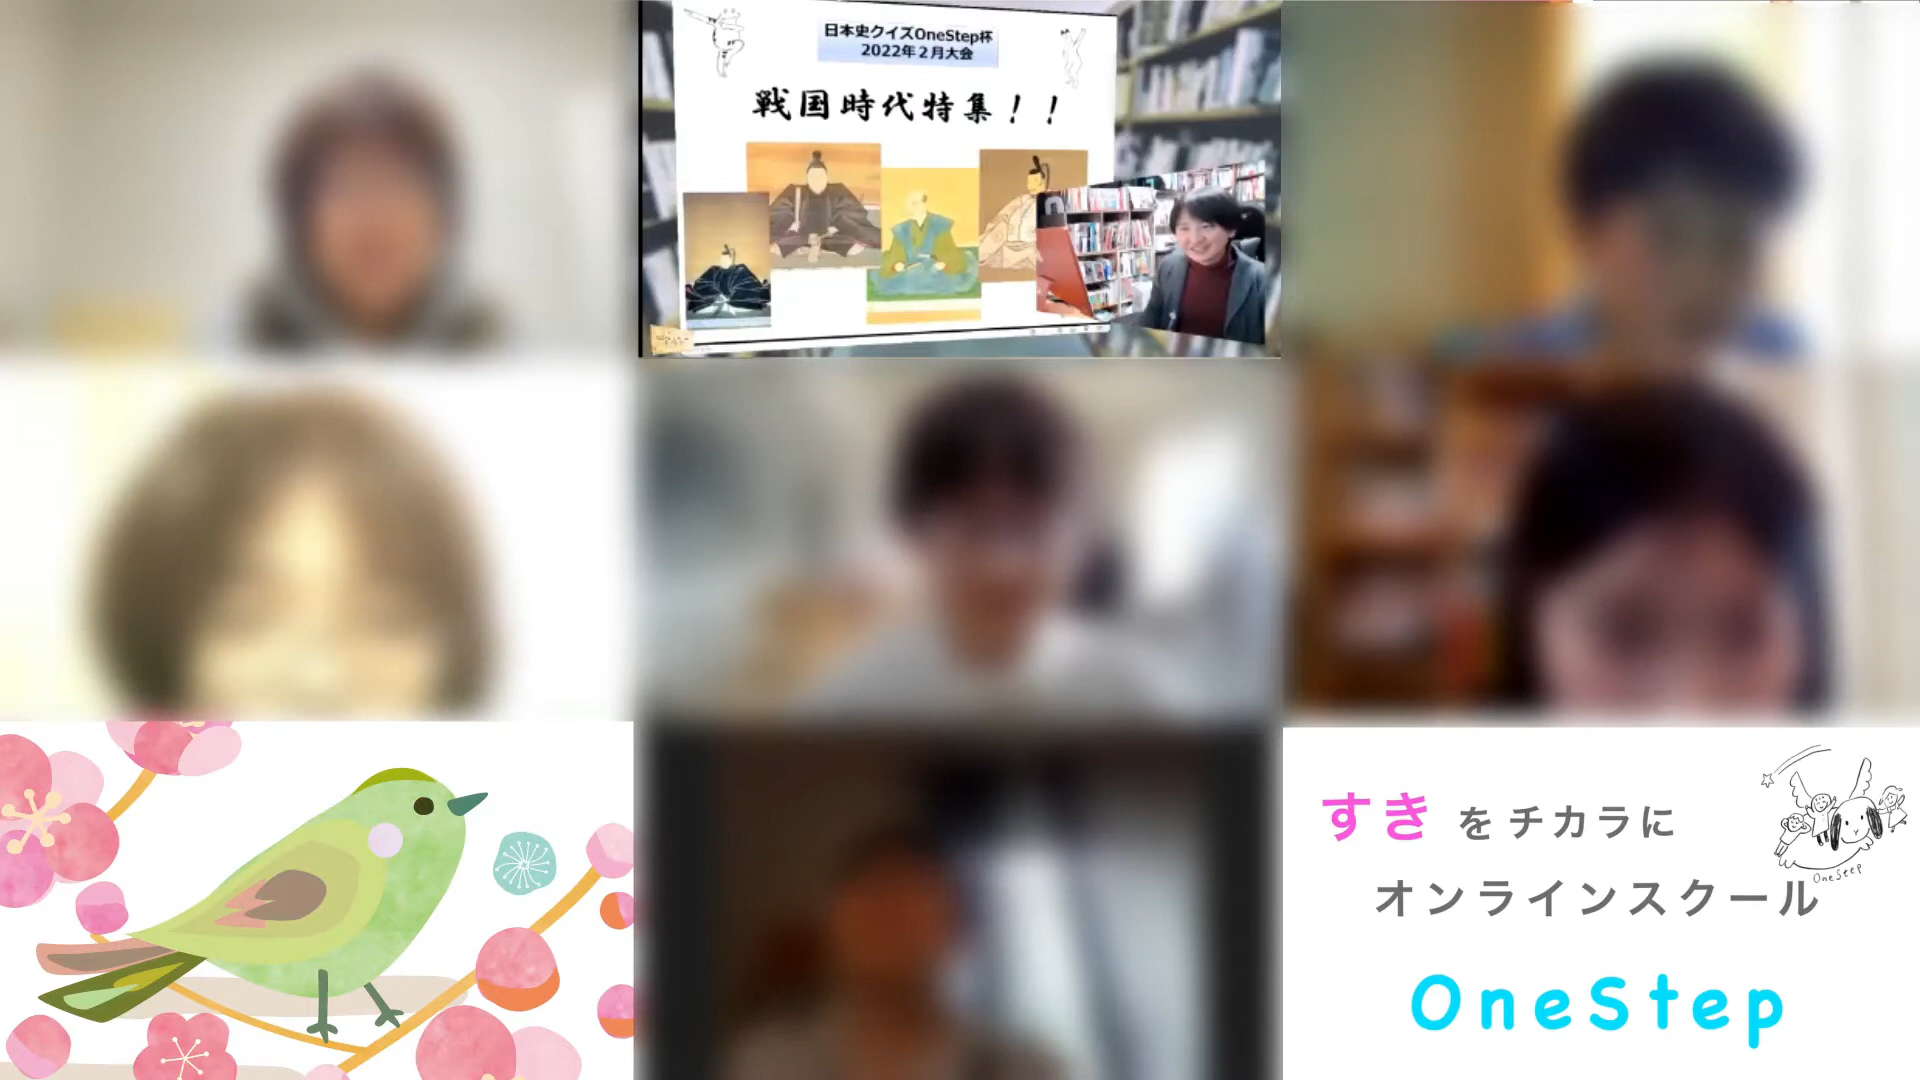 日本史クイズOneStep杯
2022年２月大会
戦国時代特集！！
すきをチカラに
OneStep
オンラインスクール
OneStep